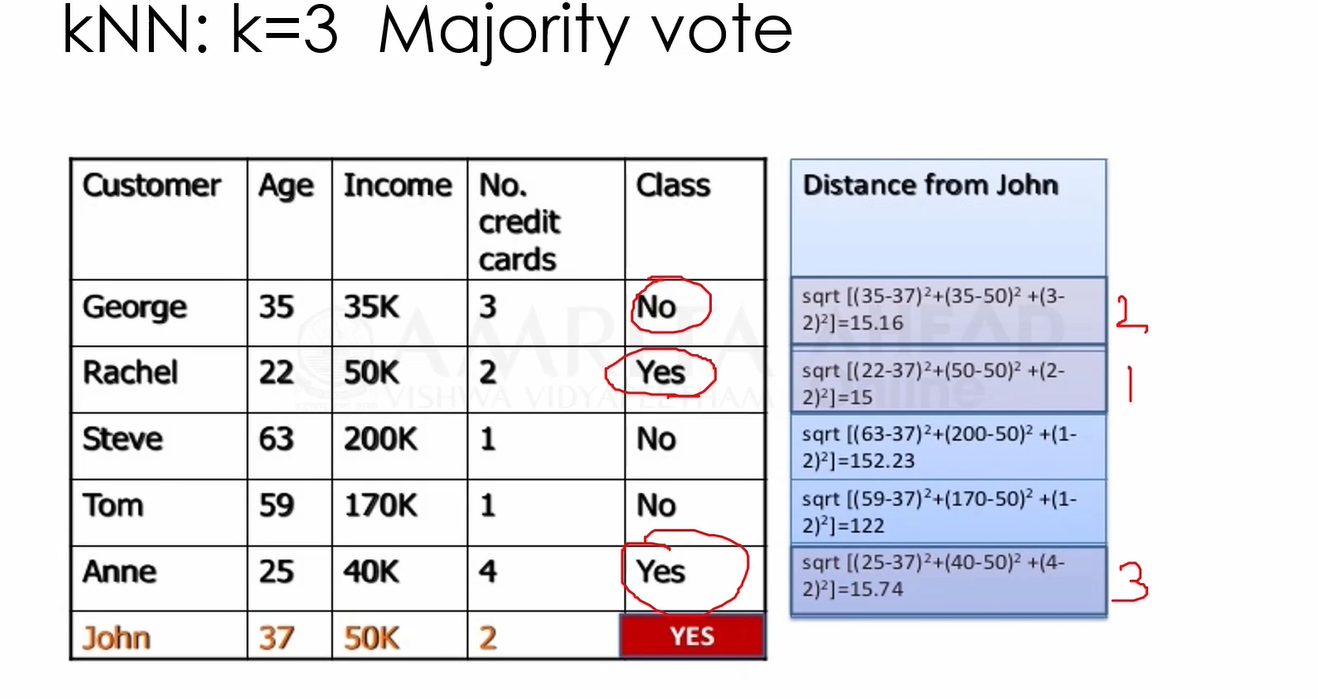 kNN: k=3 Majority vote
Customer Age Income No. credit cards Class Distance from John
George 35 35K 3 No sqrt [(35-37)²+(35-50)² +(3-
2)²]=15.16 2
Rachel 22 50K 2 Yes sqrt [(22-37)²+(50-50)² +(2-
2)²]=15 1
Steve 63 200K 1 No sqrt [(63-37)²+(200-50)² +(1-
2)²]=152.23
Tom 59 170K 1 No sqrt [(59-37)²+(170-50)² +(1-
2)²]=122
Anne 25 40K 4 Yes sqrt [(25-37)²+(40-50)² +(4-
2)²]=15.74 3
John 37 50K 2 YES
AMRITA AHEAD
VISHWA VIDYAPEETHAM Online